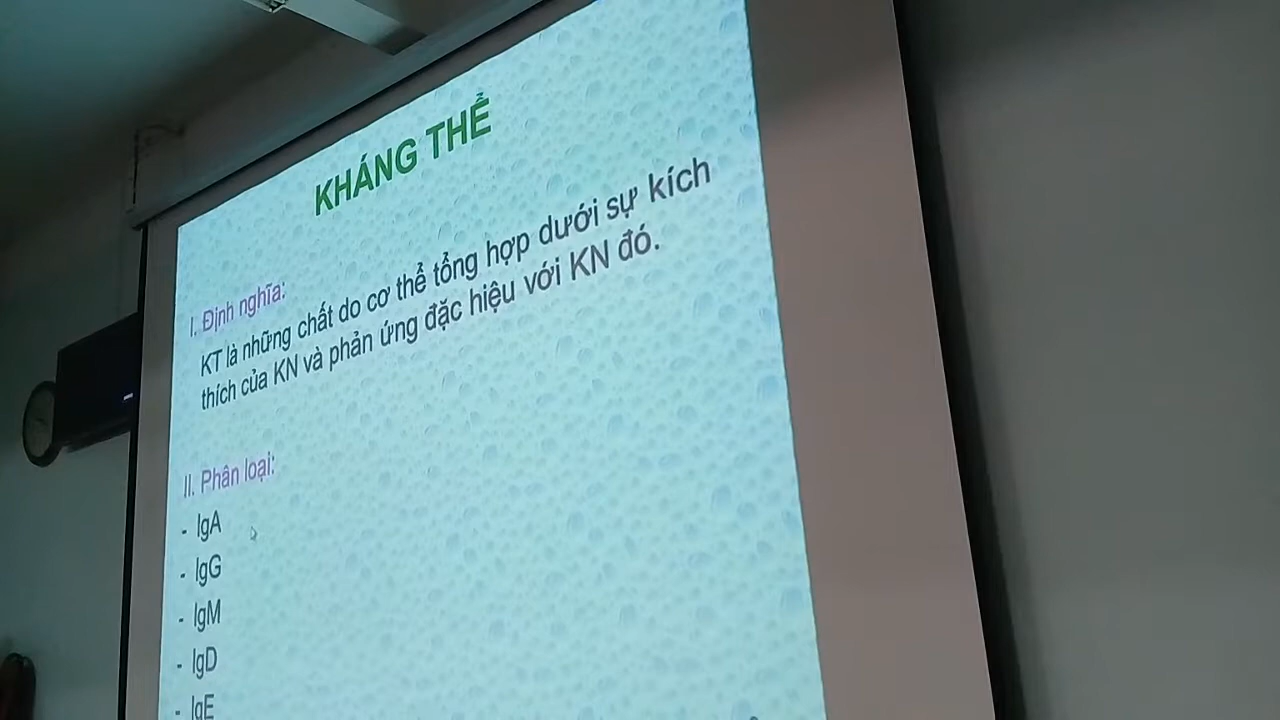 KHÁNG THỂ
I. Định nghĩa:
KT là những chất do cơ thể tổng hợp dưới sự kích
thích của KN và phản ứng đặc hiệu với KN đó.
II. Phân loại:
- IgA
- IgG
- IgM
- IgD
- IgE